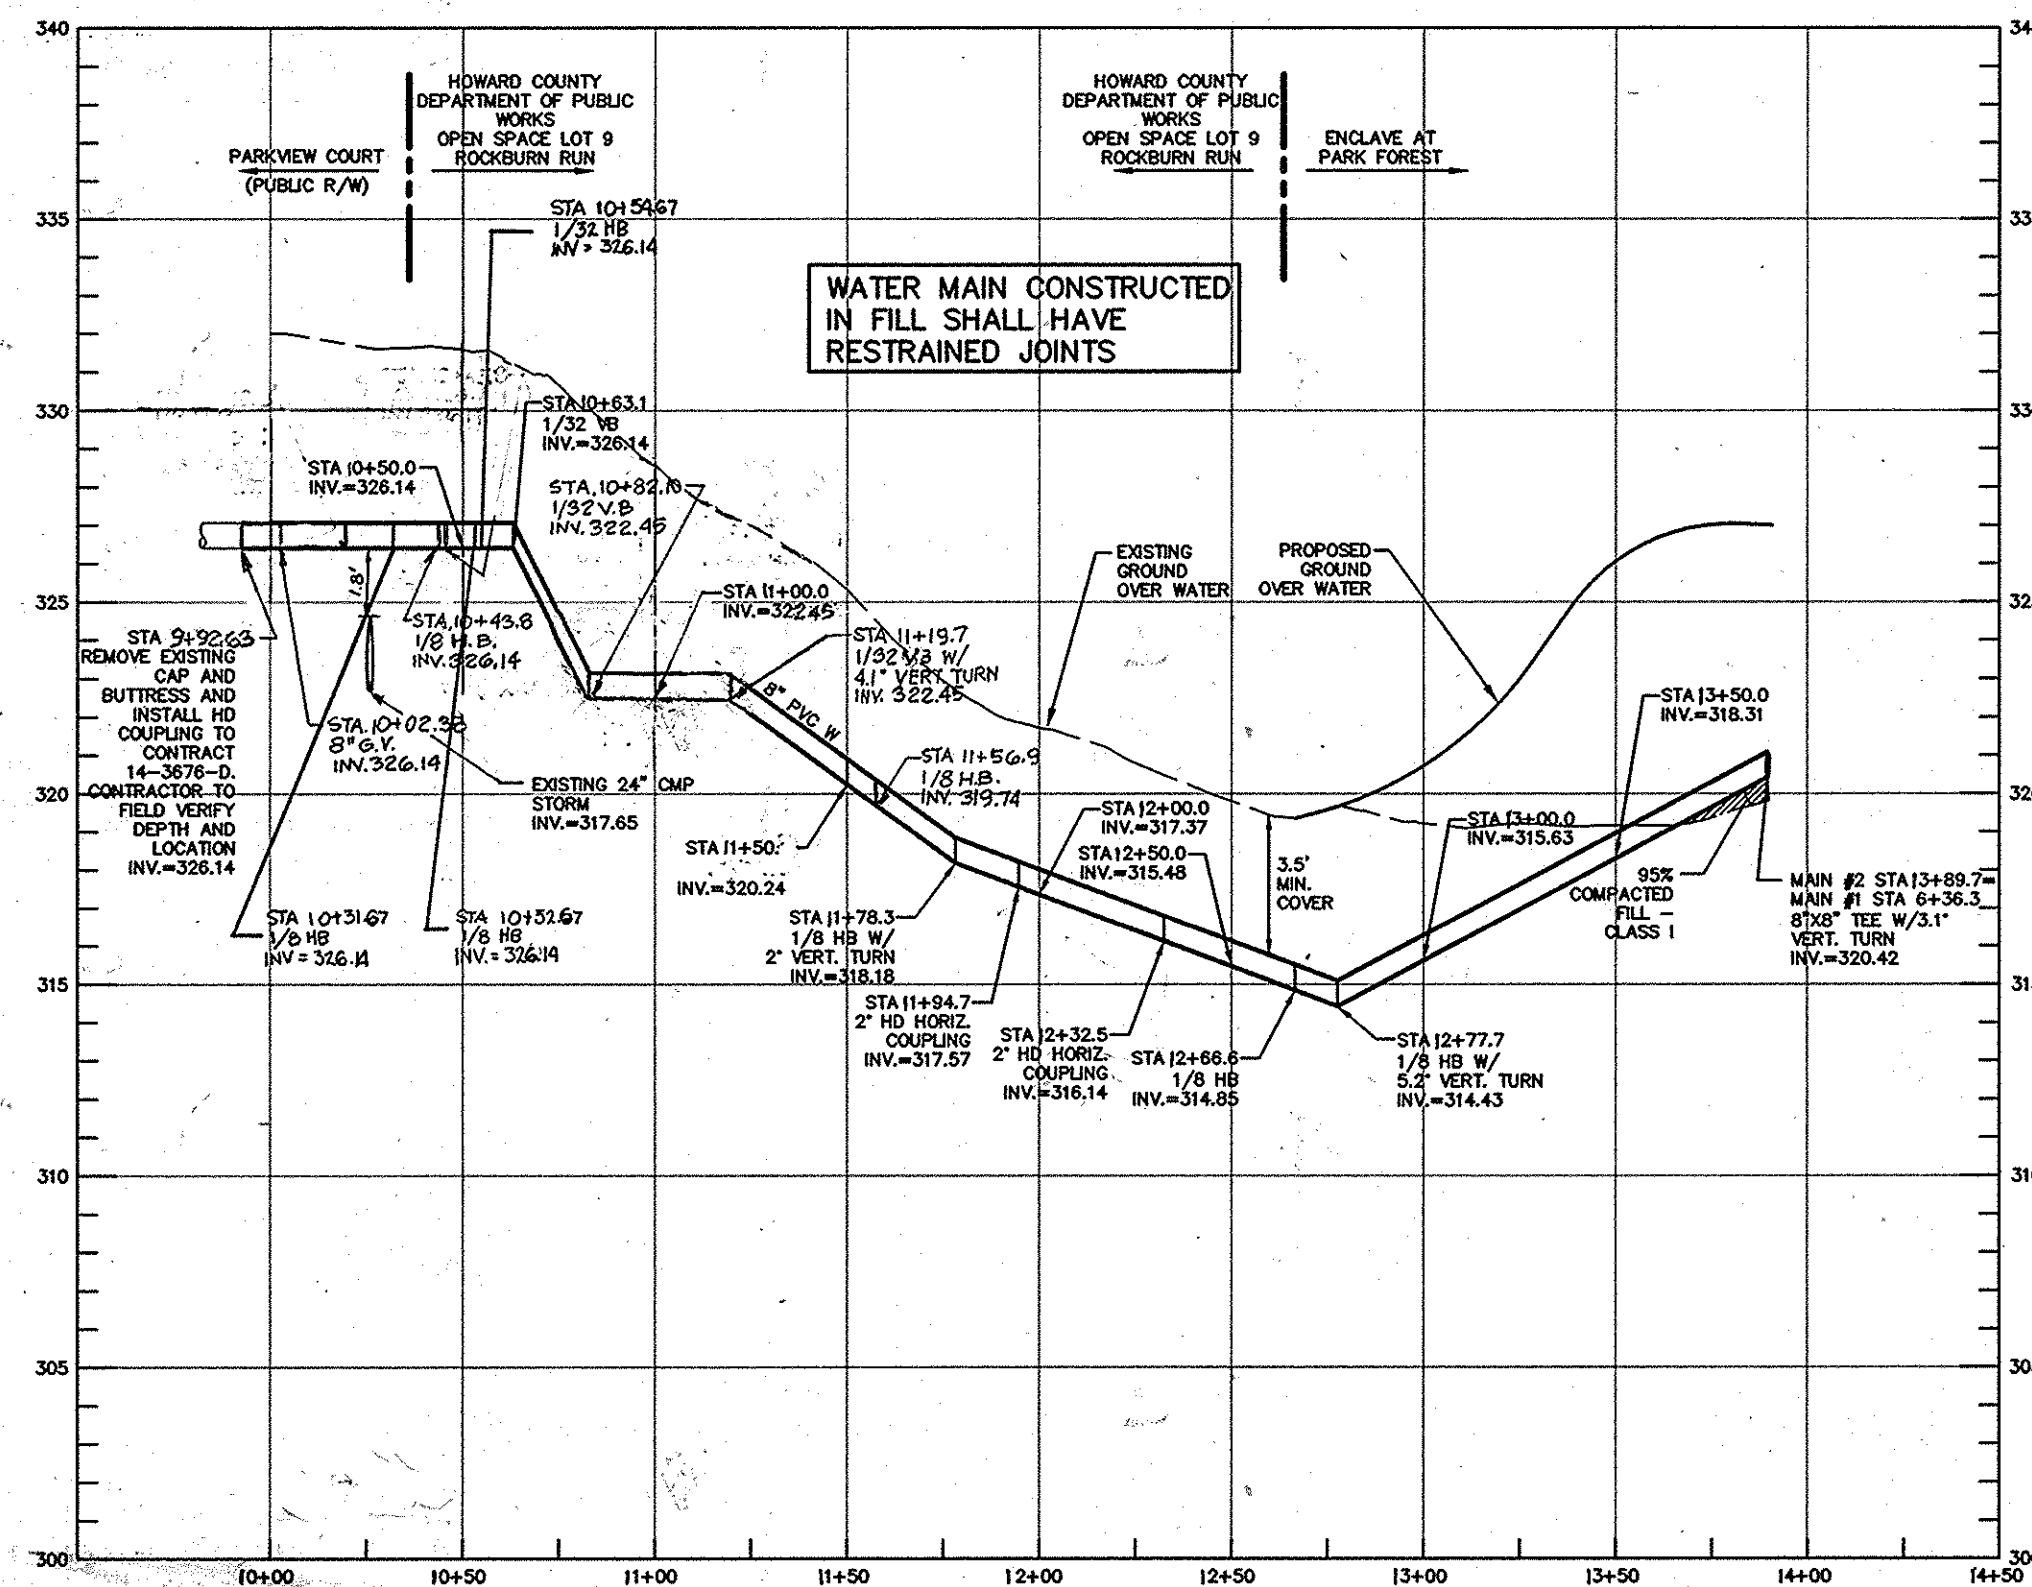 340
335
330
325
320
315
310
305
300
HOWARD COUNTY
DEPARTMENT OF PUBLIC
WORKS
OPEN SPACE LOT 9
ROCKBURN RUN
PARKVIEW COURT
(PUBLIC R/W)
HOWARD COUNTY
DEPARTMENT OF PUBLIC
WORKS
OPEN SPACE LOT 9
ROCKBURN RUN
ENCLAVE AT
PARK FOREST
STA 10+54.67
1/32 HB
INV = 326.14
WATER MAIN CONSTRUCTED
IN FILL SHALL HAVE
RESTRAINED JOINTS
STA 10+63.1
1/32 VB
INV.=326.14
STA 10+50.0
INV.=326.14
STA. 10+82.10
1/32 V.B
INV. 322.45
1.8'
STA 11+00.0
INV.=322.45
EXISTING
GROUND
OVER WATER
PROPOSED
GROUND
OVER WATER
STA 9+92.63
REMOVE EXISTING
CAP AND
BUTTRESS AND
INSTALL HD
COUPLING TO
CONTRACT
14-3676-D.
CONTRACTOR TO
FIELD VERIFY
DEPTH AND
LOCATION
INV.=326.14
STA. 10+43.8
1/8 H.B.
INV. 326.14
STA 11+19.7
1/32 VB W/
4.1° VERT TURN
INV. 322.45
8" PVC W
STA. 10+02.38
8" G.V.
INV. 326.14
EXISTING 24" CMP
STORM
INV.=317.65
STA 11+56.9
1/8 H.B.
INV. 319.74
STA 13+50.0
INV.=318.31
STA 11+50.
INV.=320.24
STA 12+00.0
INV.=317.37
STA 12+50.0
INV.=315.48
STA 13+00.0
INV.=315.63
3.5'
MIN.
COVER
95%
COMPACTED
FILL -
CLASS I
MAIN #2 STA 13+89.7=
MAIN #1 STA 6+36.3
8"X8" TEE W/3.1°
VERT. TURN
INV.=320.42
STA 10+31.67
1/8 HB
INV = 326.14
STA 10+52.67
1/8 HB
INV = 326.14
STA 11+78.3
1/8 HB W/
2° VERT. TURN
INV.=318.18
STA 11+94.7
2° HD HORIZ.
COUPLING
INV.=317.57
STA 12+32.5
2° HD HORIZ.
COUPLING
INV.=316.14
STA 12+66.6
1/8 HB
INV.=314.85
STA 12+77.7
1/8 HB W/
5.2° VERT. TURN
INV.=314.43
10+00
10+50
11+00
11+50
12+00
12+50
13+00
13+50
14+00
14+50